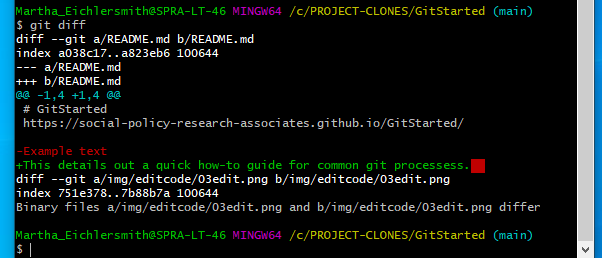 Martha_Eichlersmith@SPRA-LT-46 MINGW64 /c/PROJECT-CLONES/GitStarted (main)
$ git diff
diff --git a/README.md b/README.md
index a038c17..a823eb6 100644
--- a/README.md
+++ b/README.md
@@ -1,4 +1,4 @@
 # GitStarted
 https://social-policy-research-associates.github.io/GitStarted/

-Example text
+This details out a quick how-to guide for common git processess.
diff --git a/img/editcode/03edit.png b/img/editcode/03edit.png
index 751e378..7b88b7a 100644
Binary files a/img/editcode/03edit.png and b/img/editcode/03edit.png differ

Martha_Eichlersmith@SPRA-LT-46 MINGW64 /c/PROJECT-CLONES/GitStarted (main)
$